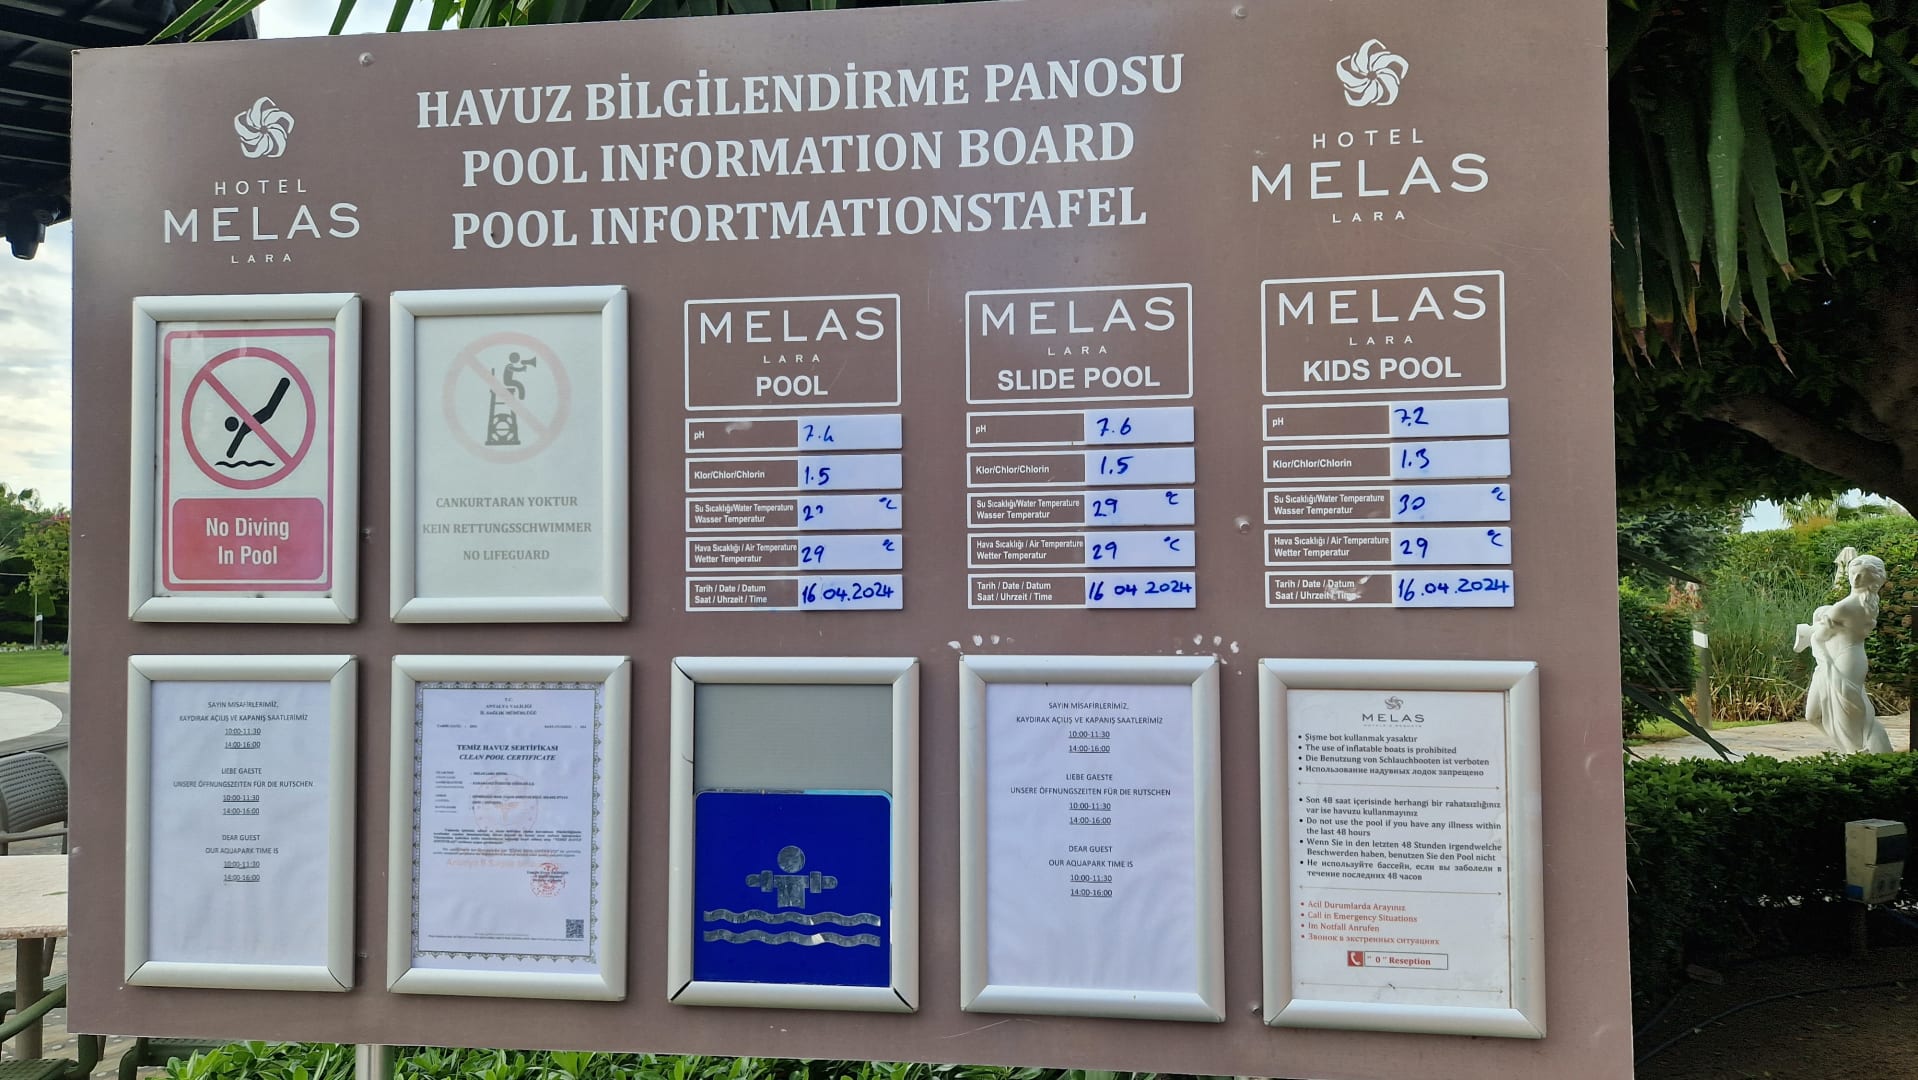 HAVUZ BİLGİLENDİRME PANOSU
POOL INFORMATION BOARD
POOL INFORTMATIONSTAFEL
HOTEL
MELAS
LARA
HOTEL
MELAS
LARA
No Diving
In Pool
CANKURTARAN YOKTUR
KEIN RETTUNGSSCHWIMMER
NO LIFEGUARD
MELAS
LARA
POOL
pH 7.4
Klor/Chlor/Chlorin 1.5
Su Sıcaklığı/Water Temperature
Wasser Temperatur °C
Hava Sıcaklığı / Air Temperature
Wetter Temperatur 29 °C
Tarih / Date / Datum
Saat / Uhrzeit / Time 16.04.2024
MELAS
LARA
SLIDE POOL
pH 7.6
Klor/Chlor/Chlorin 1.5
Su Sıcaklığı/Water Temperature
Wasser Temperatur 29 °C
Hava Sıcaklığı / Air Temperature
Wetter Temperatur 29 °C
Tarih / Date / Datum
Saat / Uhrzeit / Time 16 04 2024
MELAS
LARA
KIDS POOL
pH 7.2
Klor/Chlor/Chlorin 1.3
Su Sıcaklığı/Water Temperature
Wasser Temperatur 30 °C
Hava Sıcaklığı / Air Temperature
Wetter Temperatur 29 °C
Tarih / Date / Datum
Saat / Uhrzeit / Time 16.04.2024
SAYIN MİSAFİRLERİMİZ,
KAYDIRAK AÇILIŞ VE KAPANIŞ SAATLERİMİZ
10:00-11:30
14:00-16:00
LIEBE GAESTE
UNSERE ÖFFNUNGSZEITEN FÜR DIE RUTSCHEN
10:00-11:30
14:00-16:00
DEAR GUEST
OUR AQUAPARK TIME IS
10:00-11:30
14:00-16:00
T.C.
ANTALYA VALİLİĞİ
İL SAĞLIK MÜDÜRLÜĞÜ
TEMİZ HAVUZ SERTİFİKASI
CLEAN POOL CERTIFICATE
SAYIN MİSAFİRLERİMİZ,
KAYDIRAK AÇILIŞ VE KAPANIŞ SAATLERİMİZ
10:00-11:30
14:00-16:00
LIEBE GAESTE
UNSERE ÖFFNUNGSZEITEN FÜR DIE RUTSCHEN
10:00-11:30
14:00-16:00
DEAR GUEST
OUR AQUAPARK TIME IS
10:00-11:30
14:00-16:00
MELAS
• Şişme bot kullanmak yasaktır
• The use of inflatable boats is prohibited
• Die Benutzung von Schlauchbooten ist verboten
• Использование надувных лодок запрещено
• Son 48 saat içerisinde herhangi bir rahatsızlığınız
var ise havuzu kullanmayınız
• Do not use the pool if you have any illness within
the last 48 hours
• Wenn Sie in den letzten 48 Stunden irgendwelche
Beschwerden haben, benutzen Sie den Pool nicht
• Не используйте бассейн, если вы заболели в
течение последних 48 часов
• Acil Durumlarda Arayınız
• Call in Emergency Situations
• Im Notfall Anrufen
• Звонок в экстренных ситуациях
" 0 " Reception